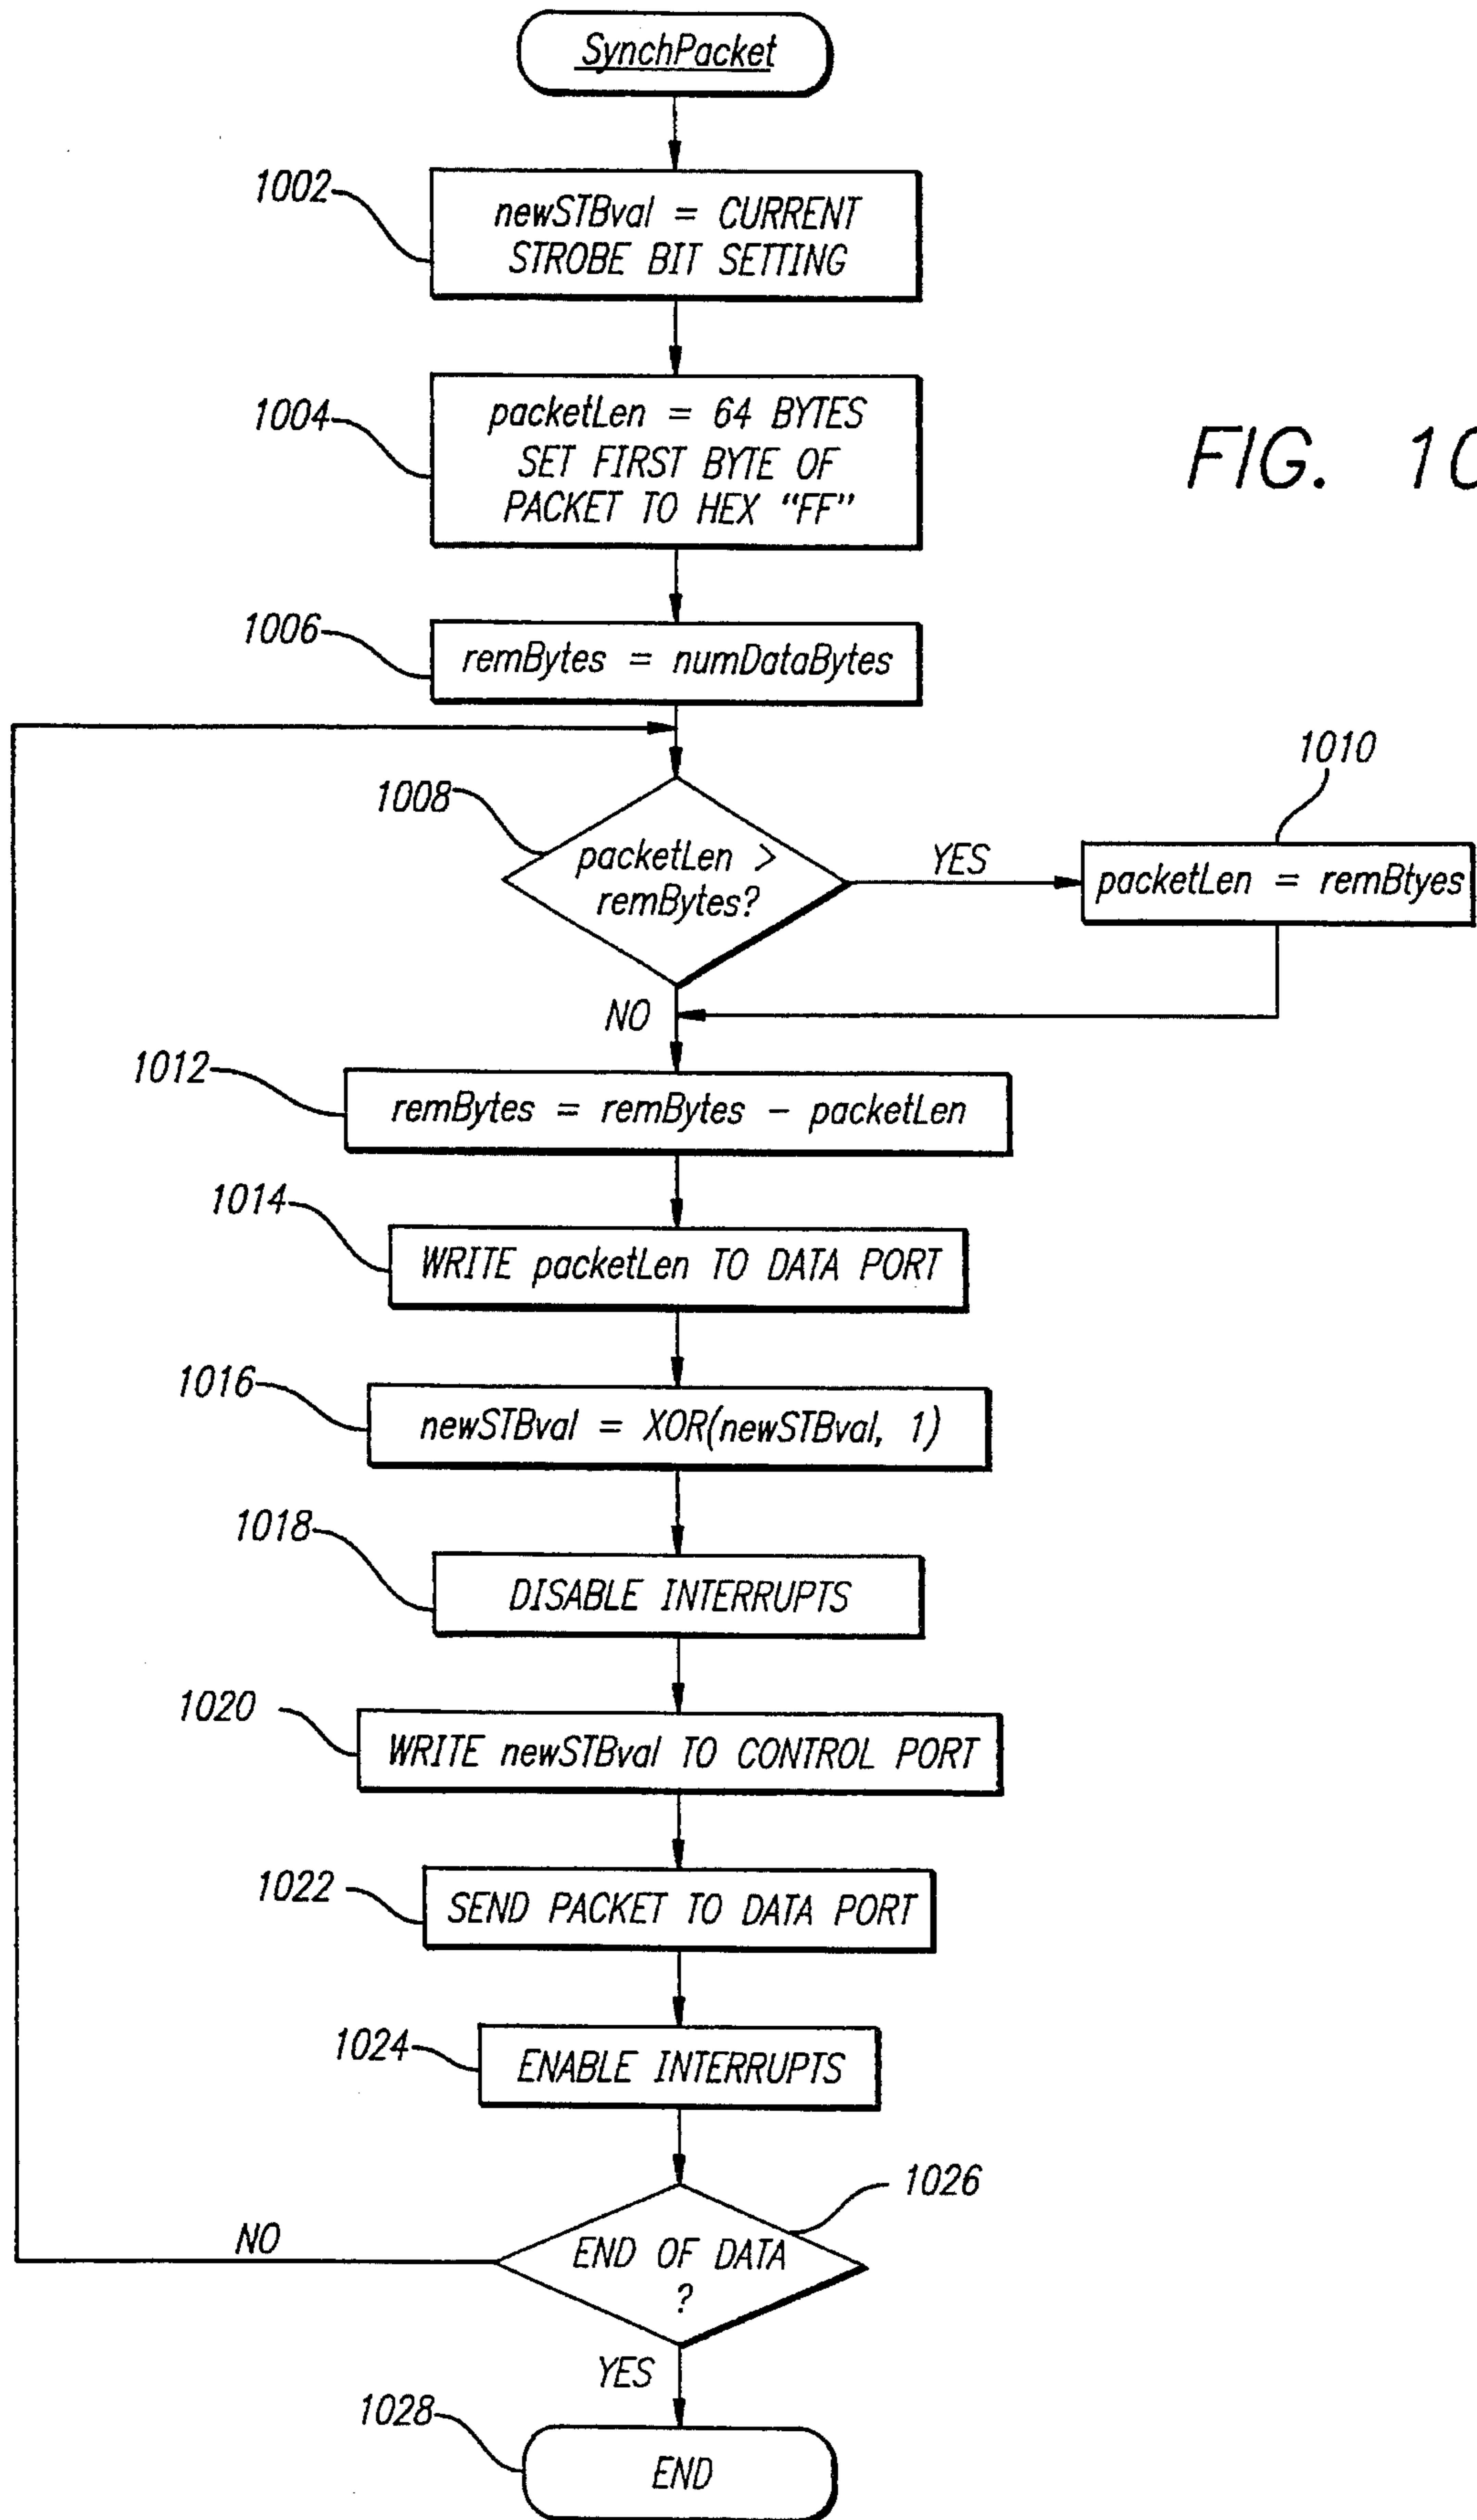 SynchPacket
1002
newSTBval = CURRENT
STROBE BIT SETTING
1004
packetLen = 64 BYTES
SET FIRST BYTE OF
PACKET TO HEX "FF"
FIG. 10
1006
remBytes = numDataBytes
1008
packetLen >
remBytes?
YES
1010
packetLen = remBtyes
NO
1012
remBytes = remBytes - packetLen
1014
WRITE packetLen TO DATA PORT
1016
newSTBval = XOR(newSTBval, 1)
1018
DISABLE INTERRUPTS
1020
WRITE newSTBval TO CONTROL PORT
1022
SEND PACKET TO DATA PORT
1024
ENABLE INTERRUPTS
1026
END OF DATA
?
NO
YES
1028
END